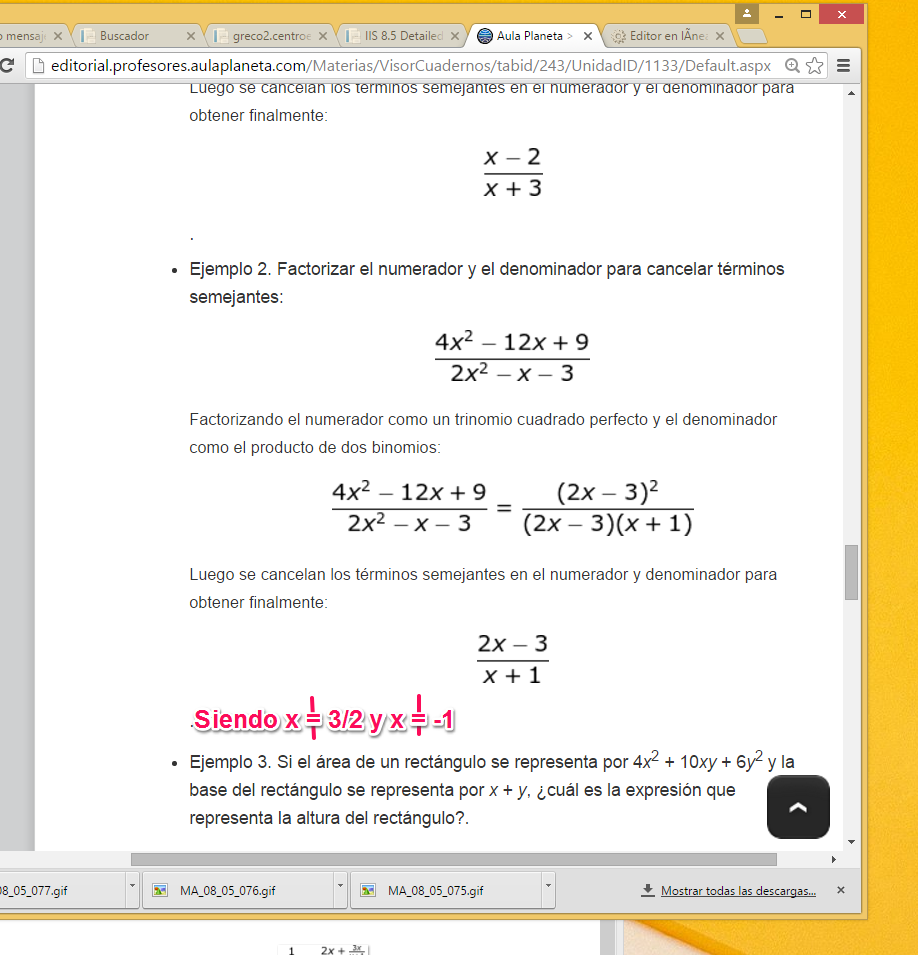 o mensaj
Buscador
greco2.centroe
IIS 8.5 Detailed
Aula Planeta >
Editor en lÃnea
editorial.profesores.aulaplaneta.com/Materias/VisorCuadernos/tabid/243/UnidadID/1133/Default.aspx
Luego se cancelan los términos semejantes en el numerador y el denominador para
obtener finalmente:
x – 2
x + 3
.
• Ejemplo 2. Factorizar el numerador y el denominador para cancelar términos
semejantes:
4x² – 12x + 9
2x² – x – 3
Factorizando el numerador como un trinomio cuadrado perfecto y el denominador
como el producto de dos binomios:
4x² – 12x + 9 = (2x – 3)²
2x² – x – 3 (2x – 3)(x + 1)
Luego se cancelan los términos semejantes en el numerador y denominador para
obtener finalmente:
2x – 3
x + 1
.Siendo x ≠ 3/2 y x ≠ -1
• Ejemplo 3. Si el área de un rectángulo se representa por 4x² + 10xy + 6y² y la
base del rectángulo se representa por x + y, ¿cuál es la expresión que
representa la altura del rectángulo?.
08_05_077.gif
MA_08_05_076.gif
MA_08_05_075.gif
Mostrar todas las descargas...
1 2x + 3x